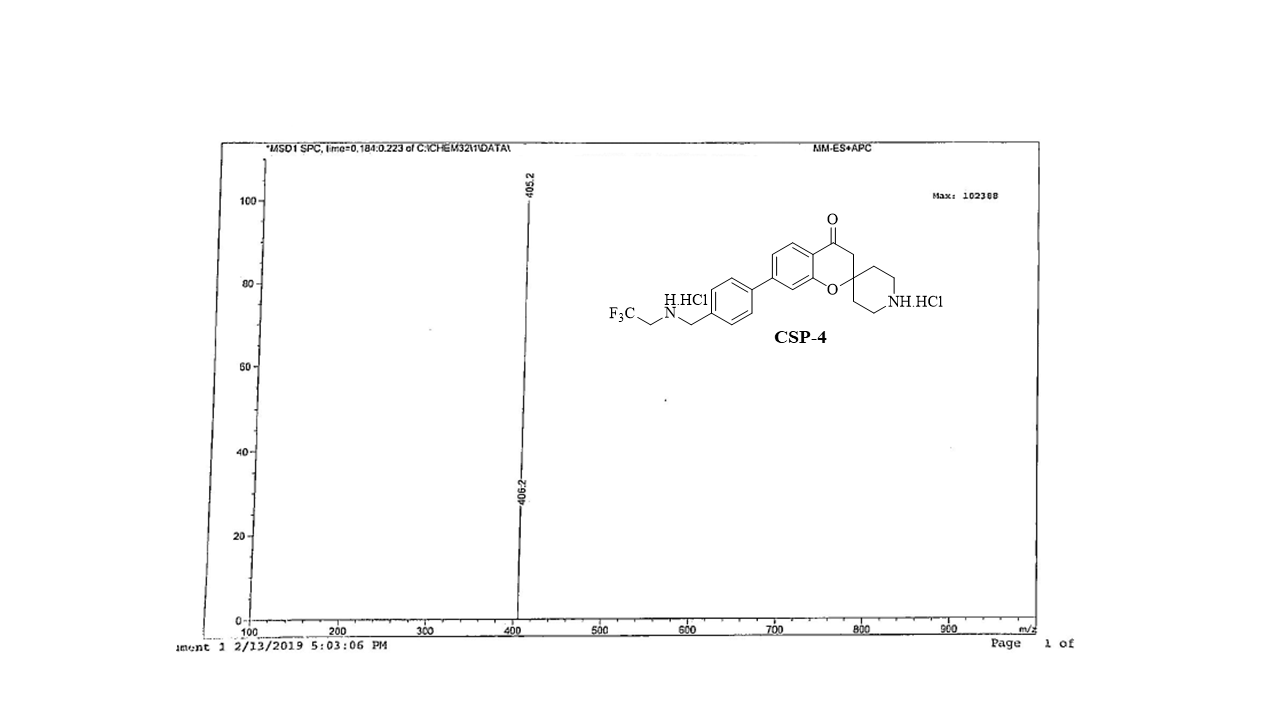 *MSD1 SPC, time=0.184:0.223 of C:\CHEM32\1\DATA\
MM-ES+APC
405.2
100
Max: 102388
80
60
40
406.2
20
0
100 200 300 400 500 600 700 800 900 m/z
O
O
NH.HCl
H.HCl
N
F3C
CSP-4
ment 1 2/13/2019 5:03:06 PM
Page 1 of